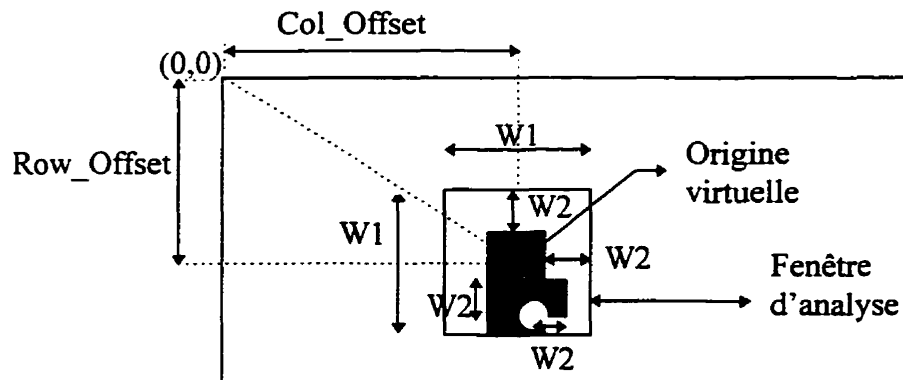 Col_Offset
(0,0)
W1
Row_Offset
Origine
virtuelle
W2
W1
W2
W2
Fenêtre
d'analyse
W2